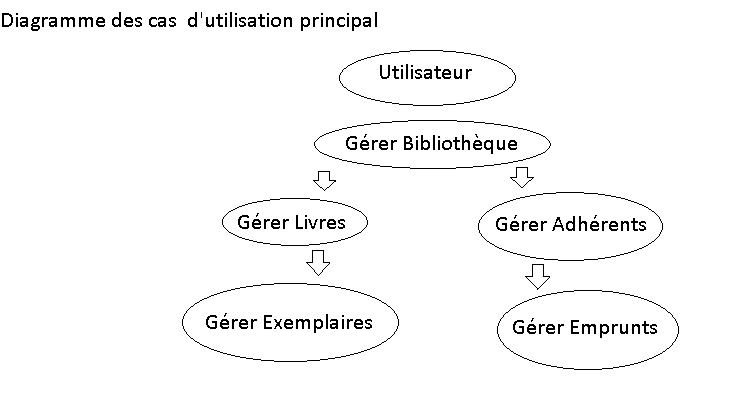 Diagramme des cas  d'utilisation principal
Utilisateur
Gérer Bibliothèque
Gérer Livres
Gérer Adhérents
Gérer Exemplaires
Gérer Emprunts